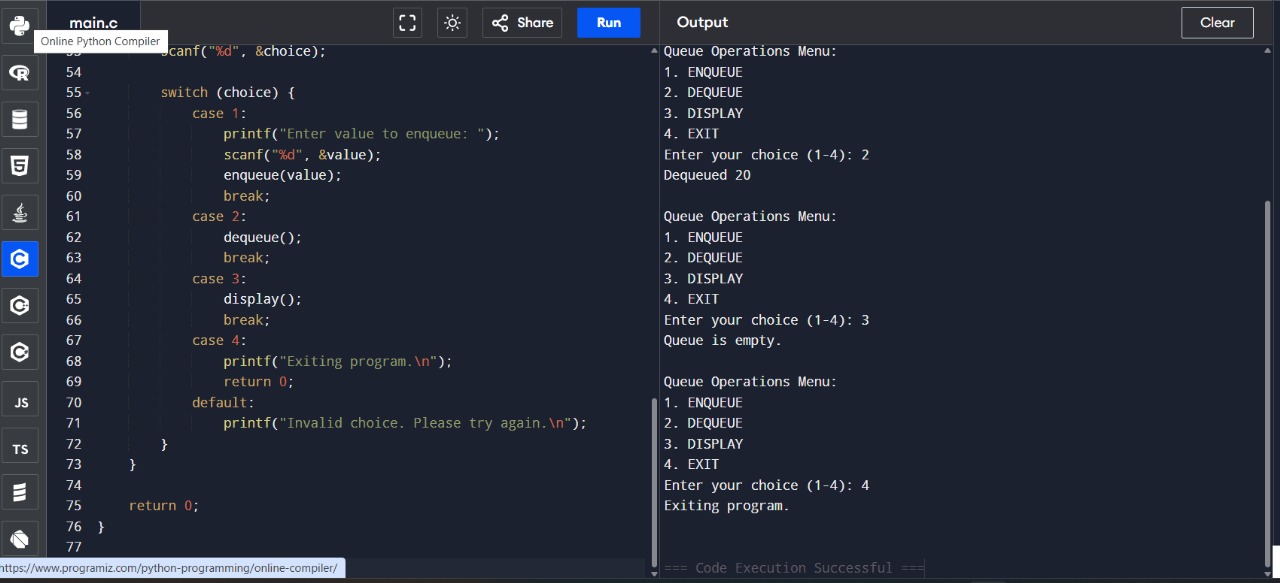 main.c
Share
Run
Output
Clear
Online Python Compiler
JS
TS
53 scanf("%d", &choice);
54
55 switch (choice) {
56 case 1:
57 printf("Enter value to enqueue: ");
58 scanf("%d", &value);
59 enqueue(value);
60 break;
61 case 2:
62 dequeue();
63 break;
64 case 3:
65 display();
66 break;
67 case 4:
68 printf("Exiting program.\n");
69 return 0;
70 default:
71 printf("Invalid choice. Please try again.\n");
72 }
73 }
74
75 return 0;
76 }
77
https://www.programiz.com/python-programming/online-compiler/
Queue Operations Menu:
1. ENQUEUE
2. DEQUEUE
3. DISPLAY
4. EXIT
Enter your choice (1-4): 2
Dequeued 20
Queue Operations Menu:
1. ENQUEUE
2. DEQUEUE
3. DISPLAY
4. EXIT
Enter your choice (1-4): 3
Queue is empty.
Queue Operations Menu:
1. ENQUEUE
2. DEQUEUE
3. DISPLAY
4. EXIT
Enter your choice (1-4): 4
Exiting program.
=== Code Execution Successful ===